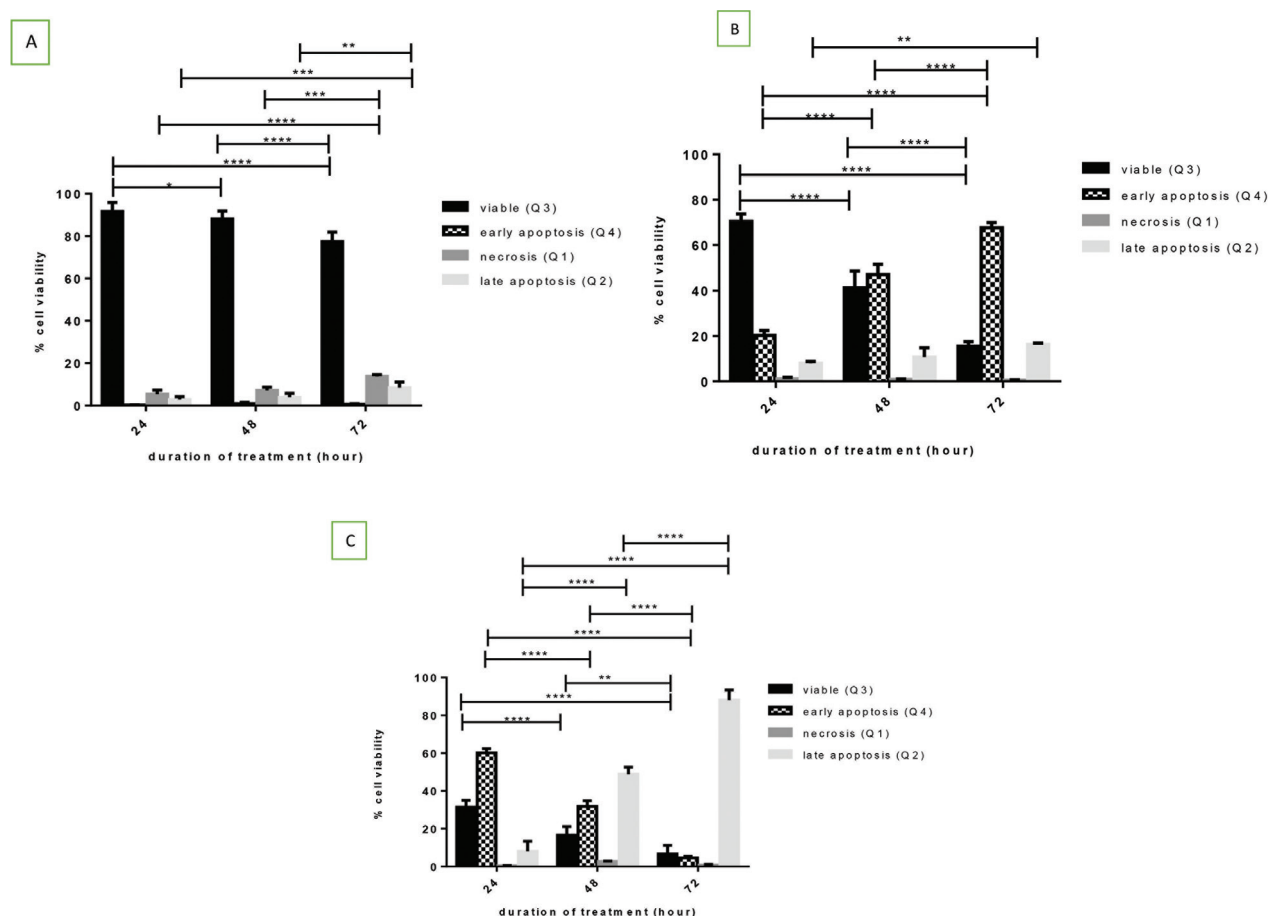 A
**
***
***
****
****
****
*
100
80
60
40
20
0
% cell viability
24
48
72
duration of treatment (hour)
viable (Q3)
early apoptosis (Q4)
necrosis (Q1)
late apoptosis (Q2)
B
**
****
****
****
****
****
****
100
80
60
40
20
0
% cell viability
24
48
72
duration of treatment (hour)
viable (Q3)
early apoptosis (Q4)
necrosis (Q1)
late apoptosis (Q2)
C
****
****
****
****
****
****
**
****
****
100
80
60
40
20
0
% cell viability
24
48
72
duration of treatment (hour)
viable (Q3)
early apoptosis (Q4)
necrosis (Q1)
late apoptosis (Q2)